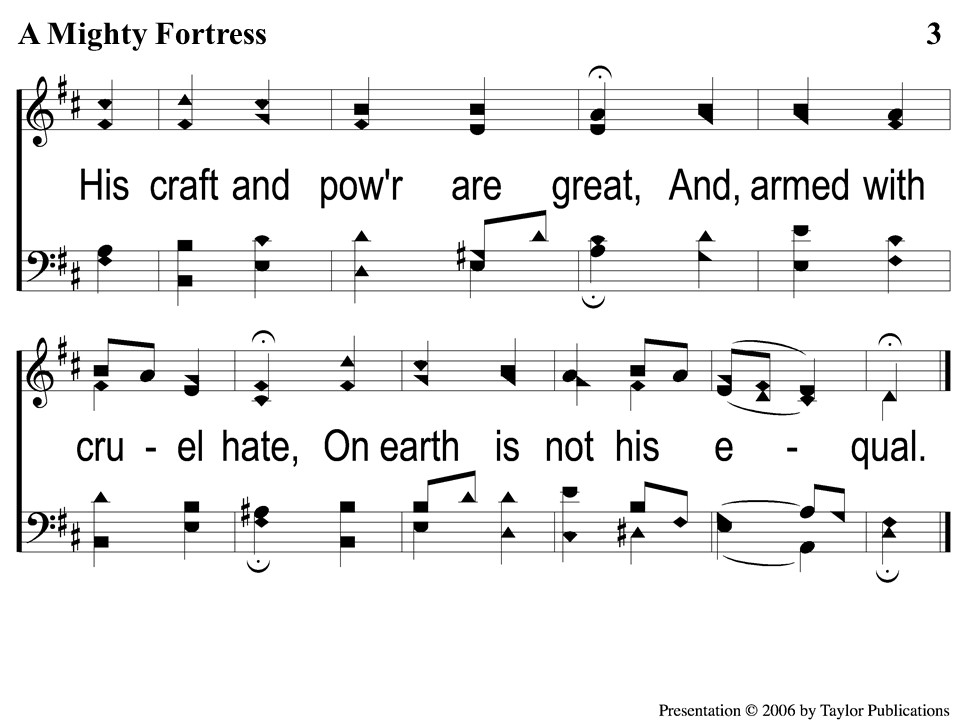 A Mighty Fortress 3
His craft and pow'r are great, And, armed with
cru - el hate, On earth is not his e - qual.
Presentation © 2006 by Taylor Publications